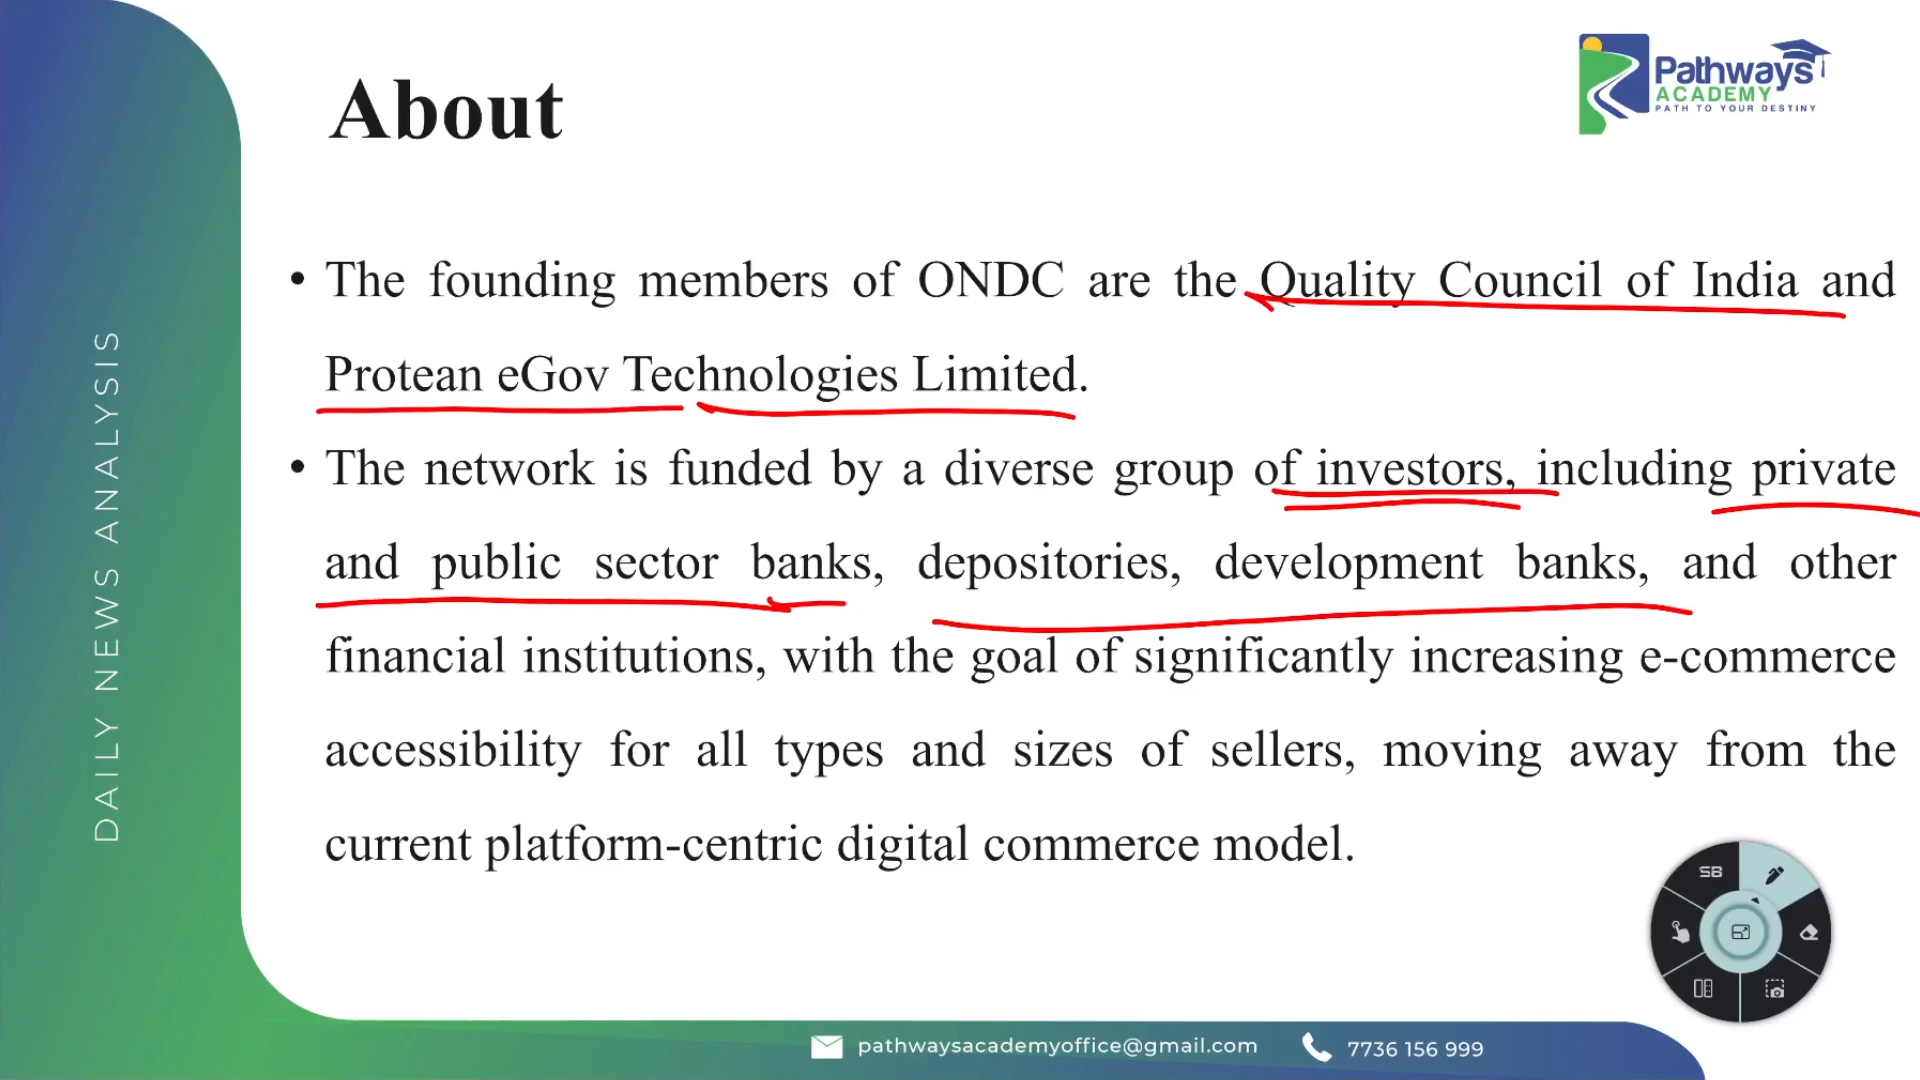 About
Pathways
ACADEMY
PATH TO YOUR DESTINY
DAILY NEWS ANALYSIS
• The founding members of ONDC are the Quality Council of India and
Protean eGov Technologies Limited.
• The network is funded by a diverse group of investors, including private
and public sector banks, depositories, development banks, and other
financial institutions, with the goal of significantly increasing e-commerce
accessibility for all types and sizes of sellers, moving away from the
current platform-centric digital commerce model.
SB
pathwaysacademyoffice@gmail.com
7736 156 999